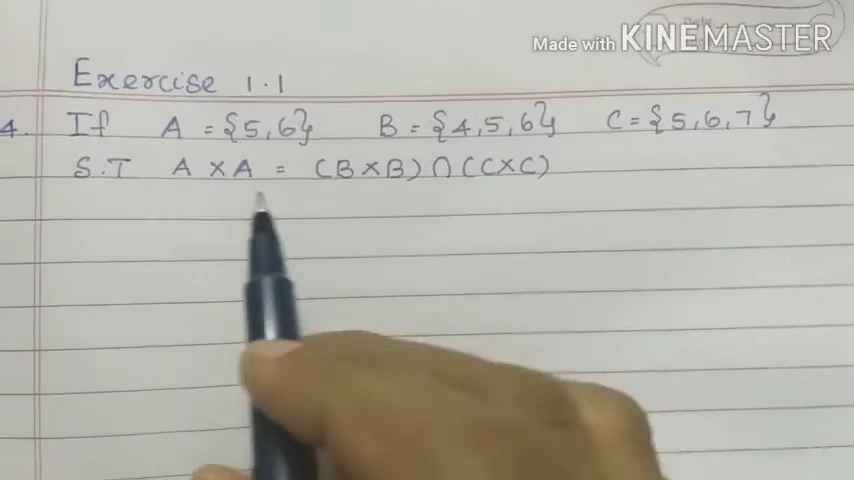 Made with KINEMASTER
Exercise 1.1
4. If A = {5,6} B = {4,5,6} C = {5,6,7}
S.T A × A = (B × B) ∩ (C × C)